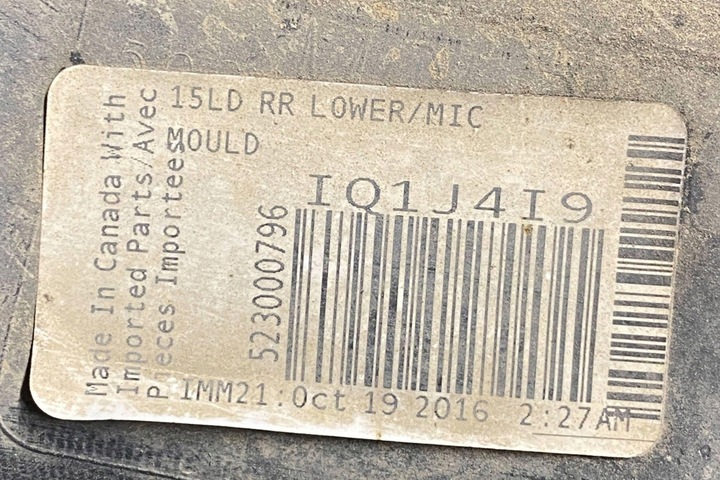 15LD RR LOWER/MIC
MOULD
IQ1J4I9
523000796
Made In Canada With
Imported Parts/Avec
Pieces Importees
1MM21:Oct 19 2016 2:27AM